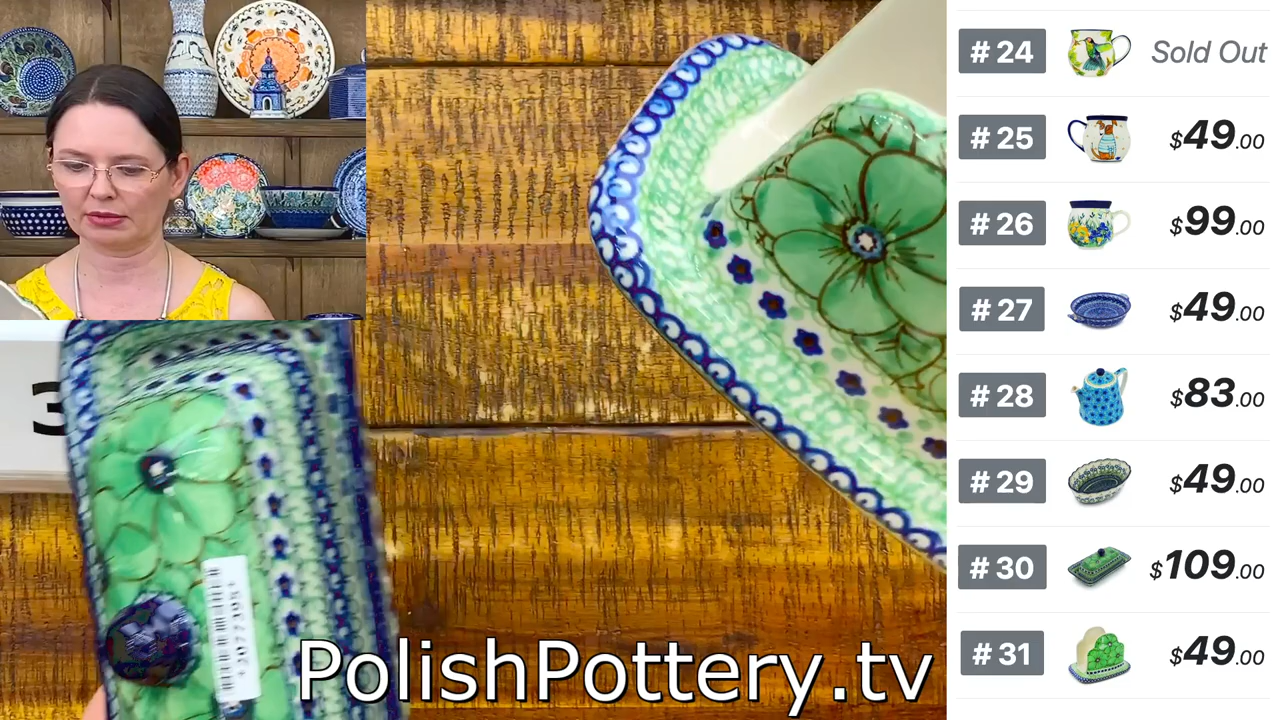 # 24 Sold Out
# 25 $49.00
# 26 $99.00
# 27 $49.00
# 28 $83.00
# 29 $49.00
# 30 $109.00
# 31 $49.00
3
PolishPottery.tv